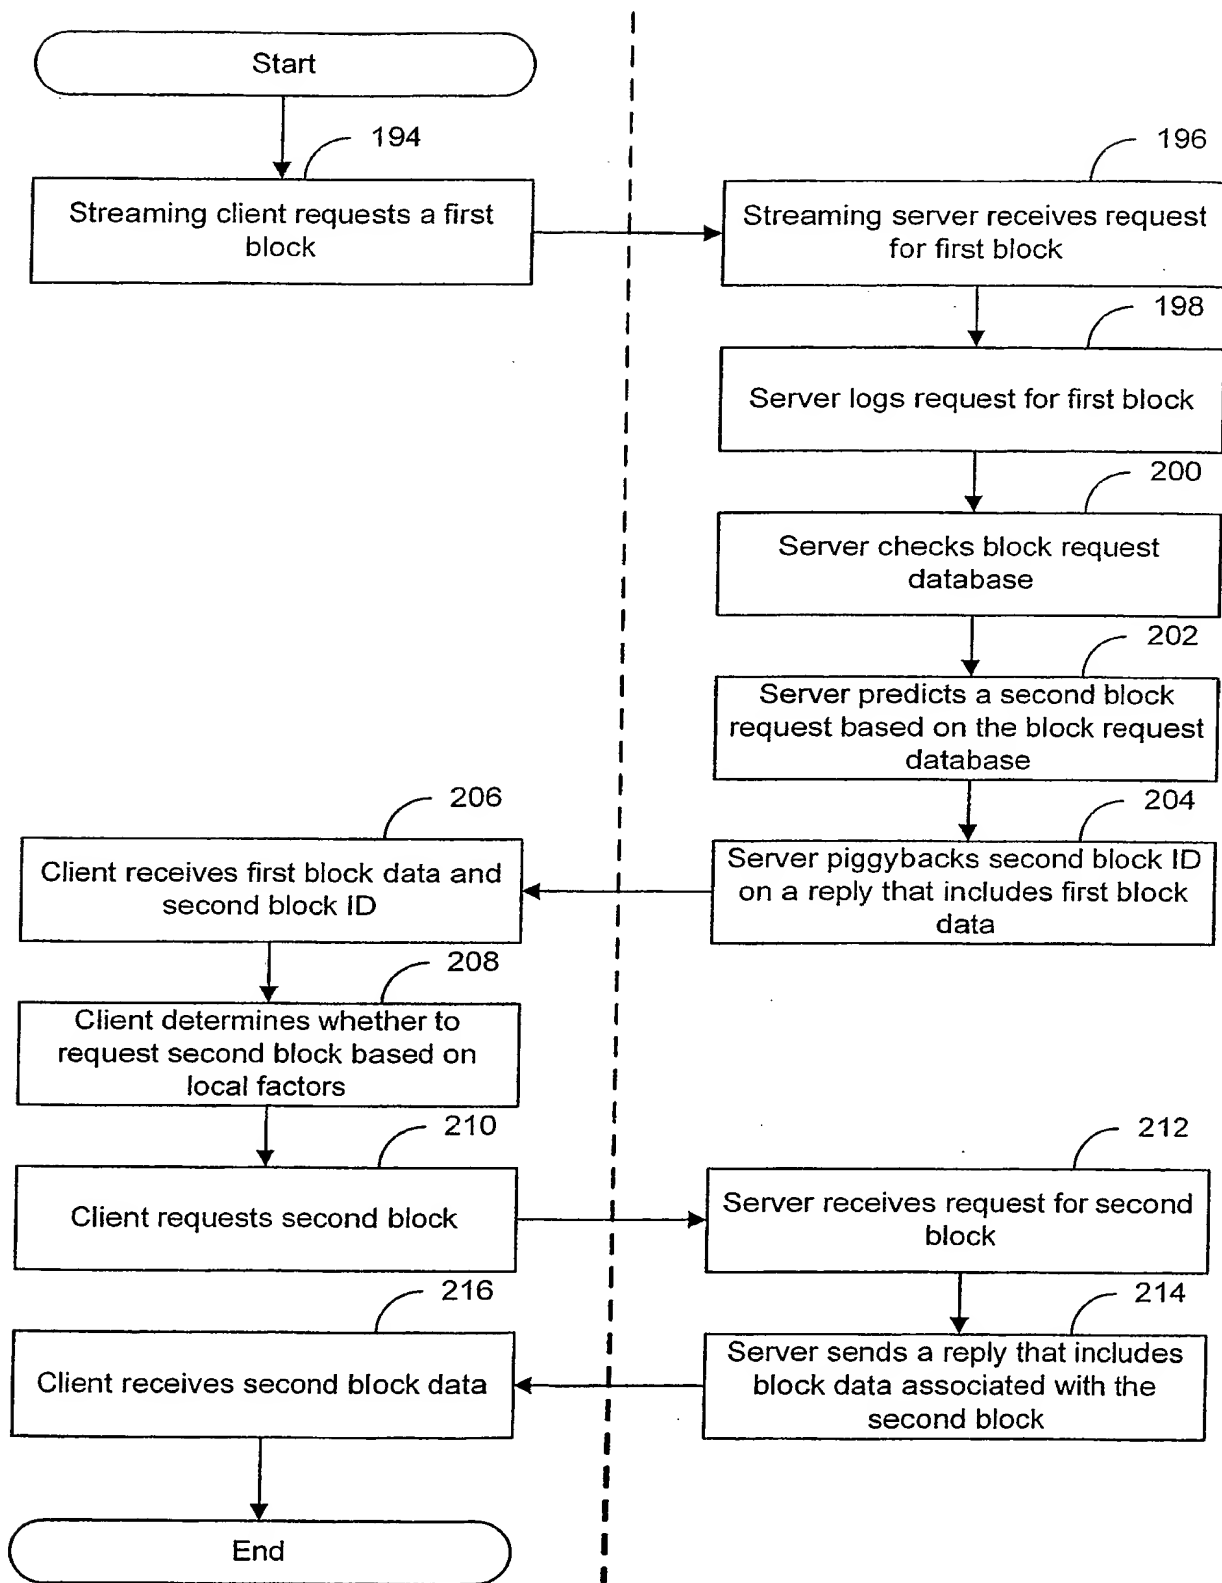 Start
194
Streaming client requests a first
block
196
Streaming server receives request
for first block
198
Server logs request for first block
200
Server checks block request
database
202
Server predicts a second block
request based on the block request
database
204
Server piggybacks second block ID
on a reply that includes first block
data
206
Client receives first block data and
second block ID
208
Client determines whether to
request second block based on
local factors
210
Client requests second block
212
Server receives request for second
block
214
Server sends a reply that includes
block data associated with the
second block
216
Client receives second block data
End